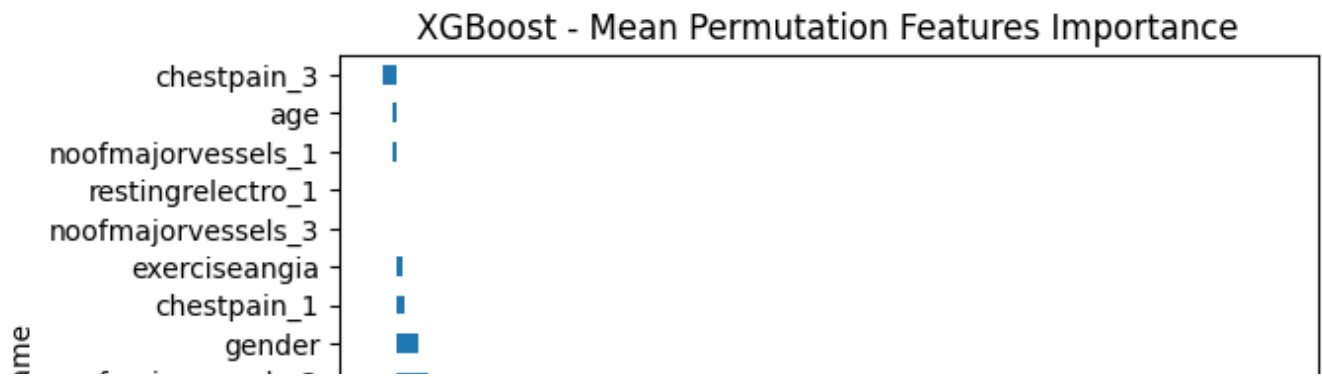 XGBoost - Mean Permutation Features Importance
chestpain_3
age
noofmajorvessels_1
restingrelectro_1
noofmajorvessels_3
exerciseangia
chestpain_1
gender